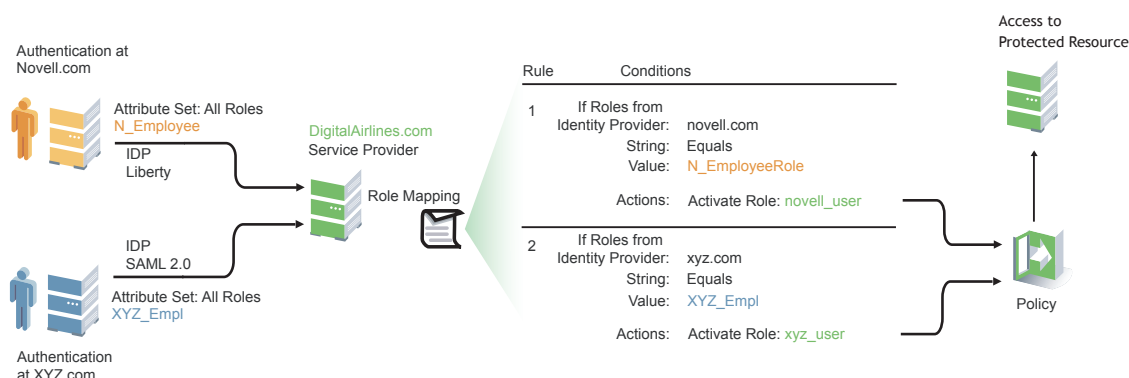 Access to
Protected Resource
Authentication at
Novell.com
Attribute Set: All Roles
N_Employee
IDP
Liberty
DigitalAirlines.com
Service Provider
Role Mapping
IDP
SAML 2.0
Attribute Set: All Roles
XYZ_Empl
Authentication
at XYZ.com
Rule Conditions
1 If Roles from
Identity Provider: novell.com
String: Equals
Value: N_EmployeeRole
Actions: Activate Role: novell_user
2 If Roles from
Identity Provider: xyz.com
String: Equals
Value: XYZ_Empl
Actions: Activate Role: xyz_user
Policy